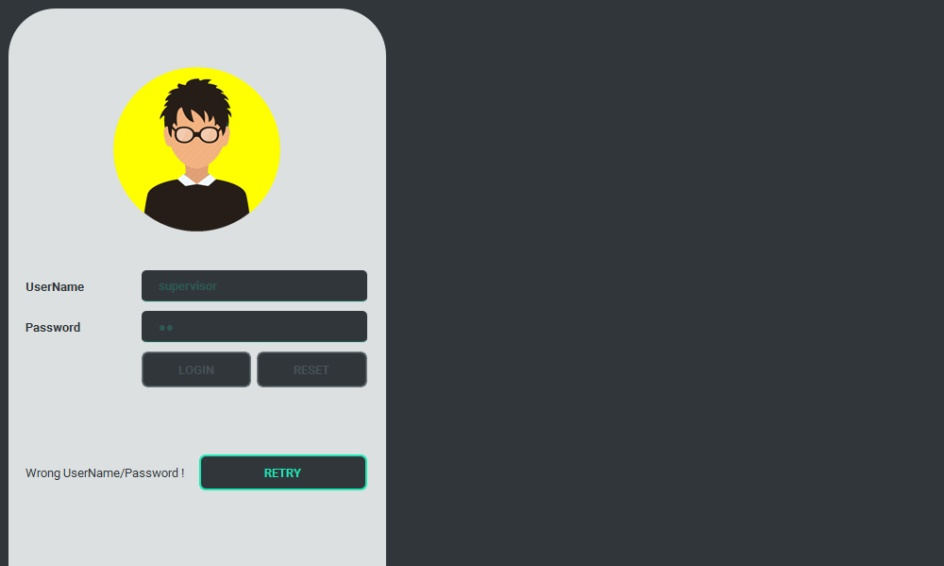 UserName
supervisor
Password
●●
LOGIN
RESET
Wrong UserName/Password !
RETRY